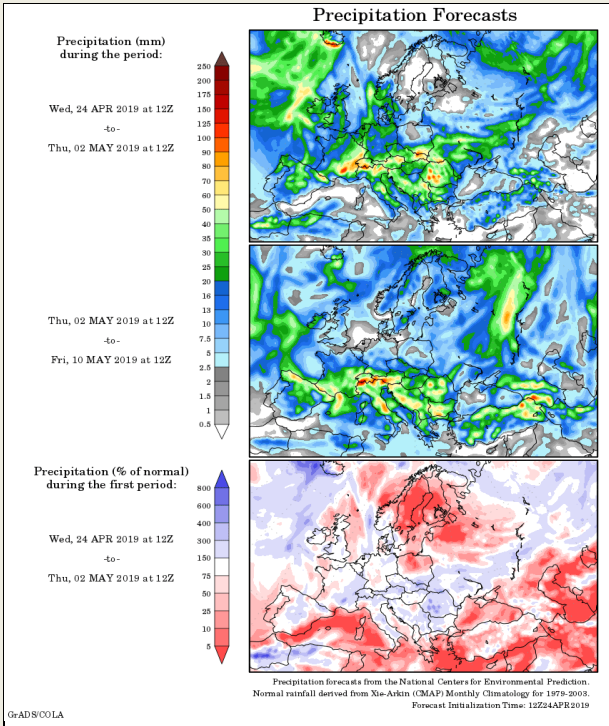 Precipitation Forecasts
Precipitation (mm)
during the period:
Wed, 24 APR 2019 at 12Z
-to-
Thu, 02 MAY 2019 at 12Z
250
200
175
150
125
100
90
80
70
60
50
40
35
30
25
20
16
13
10
7.5
5
2.5
2
1.5
1
0.5
Thu, 02 MAY 2019 at 12Z
-to-
Fri, 10 MAY 2019 at 12Z
Precipitation (% of normal)
during the first period:
Wed, 24 APR 2019 at 12Z
-to-
Thu, 02 MAY 2019 at 12Z
800
600
400
300
150
75
50
25
10
5
Precipitation forecasts from the National Centers for Environmental Prediction.
Normal rainfall derived from Xie-Arkin (CMAP) Monthly Climatology for 1979-2003.
Forecast Initialization Time: 12Z24APR2019
GrADS/COLA